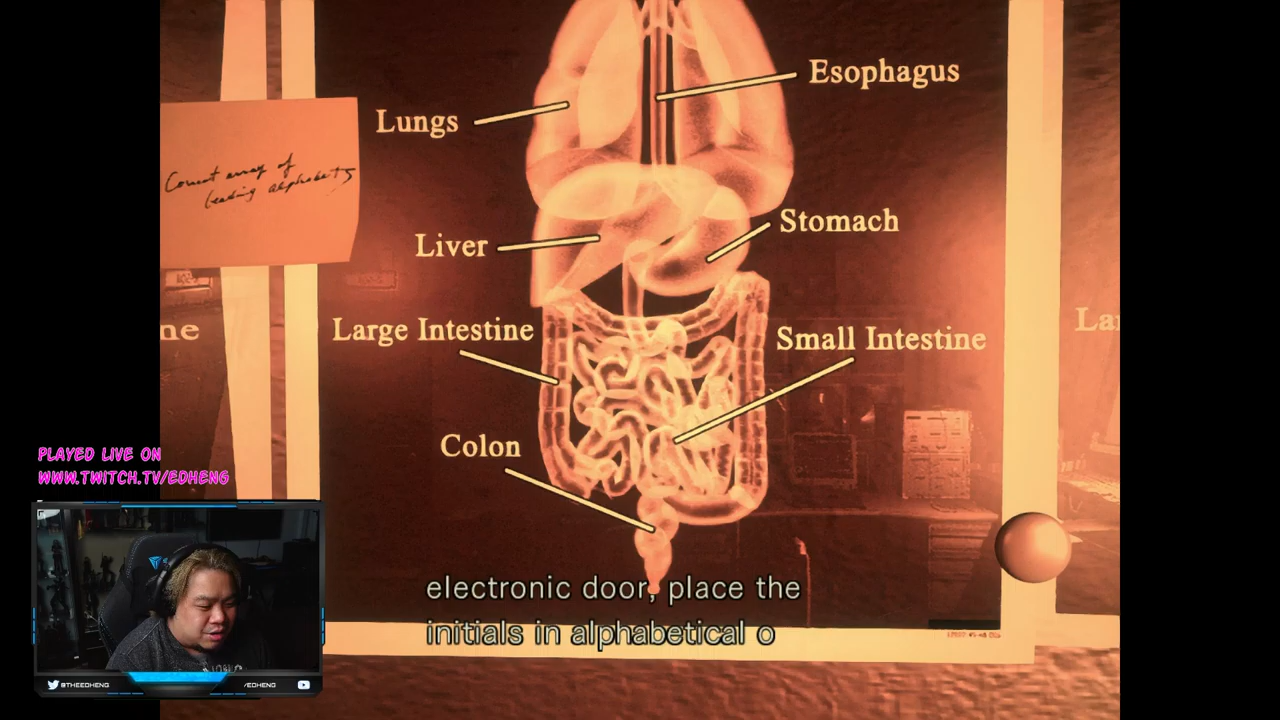 Esophagus
Lungs
Correct array of
leading alphabets
Stomach
Liver
ne
Large Intestine
Small Intestine
La
Colon
PLAYED LIVE ON
WWW.TWITCH.TV/EDHENG
electronic door, place the
initials in alphabetical o
@THEEDHENG
/EDHENG